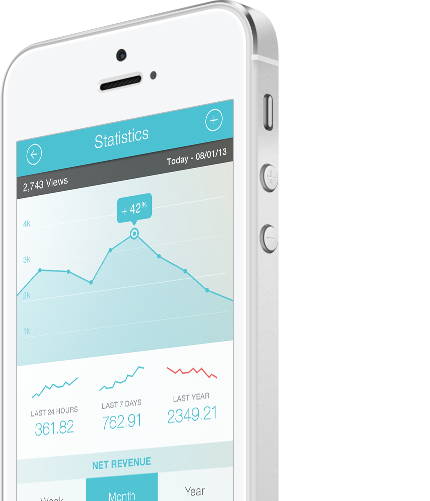 Statistics
2,743 Views
Today - 08/01/13
+ 42%
4k
3k
2k
1k
LAST 24 HOURS
361.82
LAST 7 DAYS
762.91
LAST YEAR
2349.21
NET REVENUE
Week
Month
Year